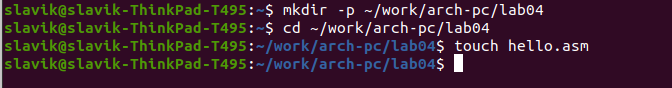 slavik@slavik-ThinkPad-T495:~$ mkdir -p ~/work/arch-pc/lab04
slavik@slavik-ThinkPad-T495:~$ cd ~/work/arch-pc/lab04
slavik@slavik-ThinkPad-T495:~/work/arch-pc/lab04$ touch hello.asm
slavik@slavik-ThinkPad-T495:~/work/arch-pc/lab04$